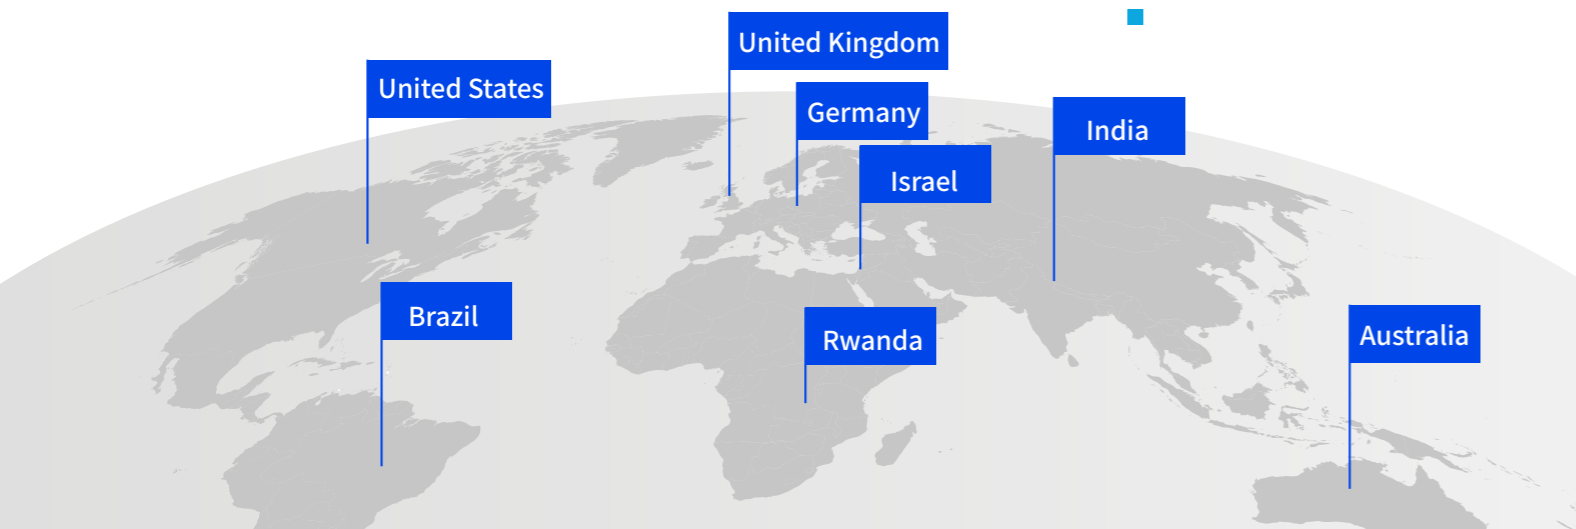 United Kingdom
United States
Germany
India
Israel
Brazil
Rwanda
Australia